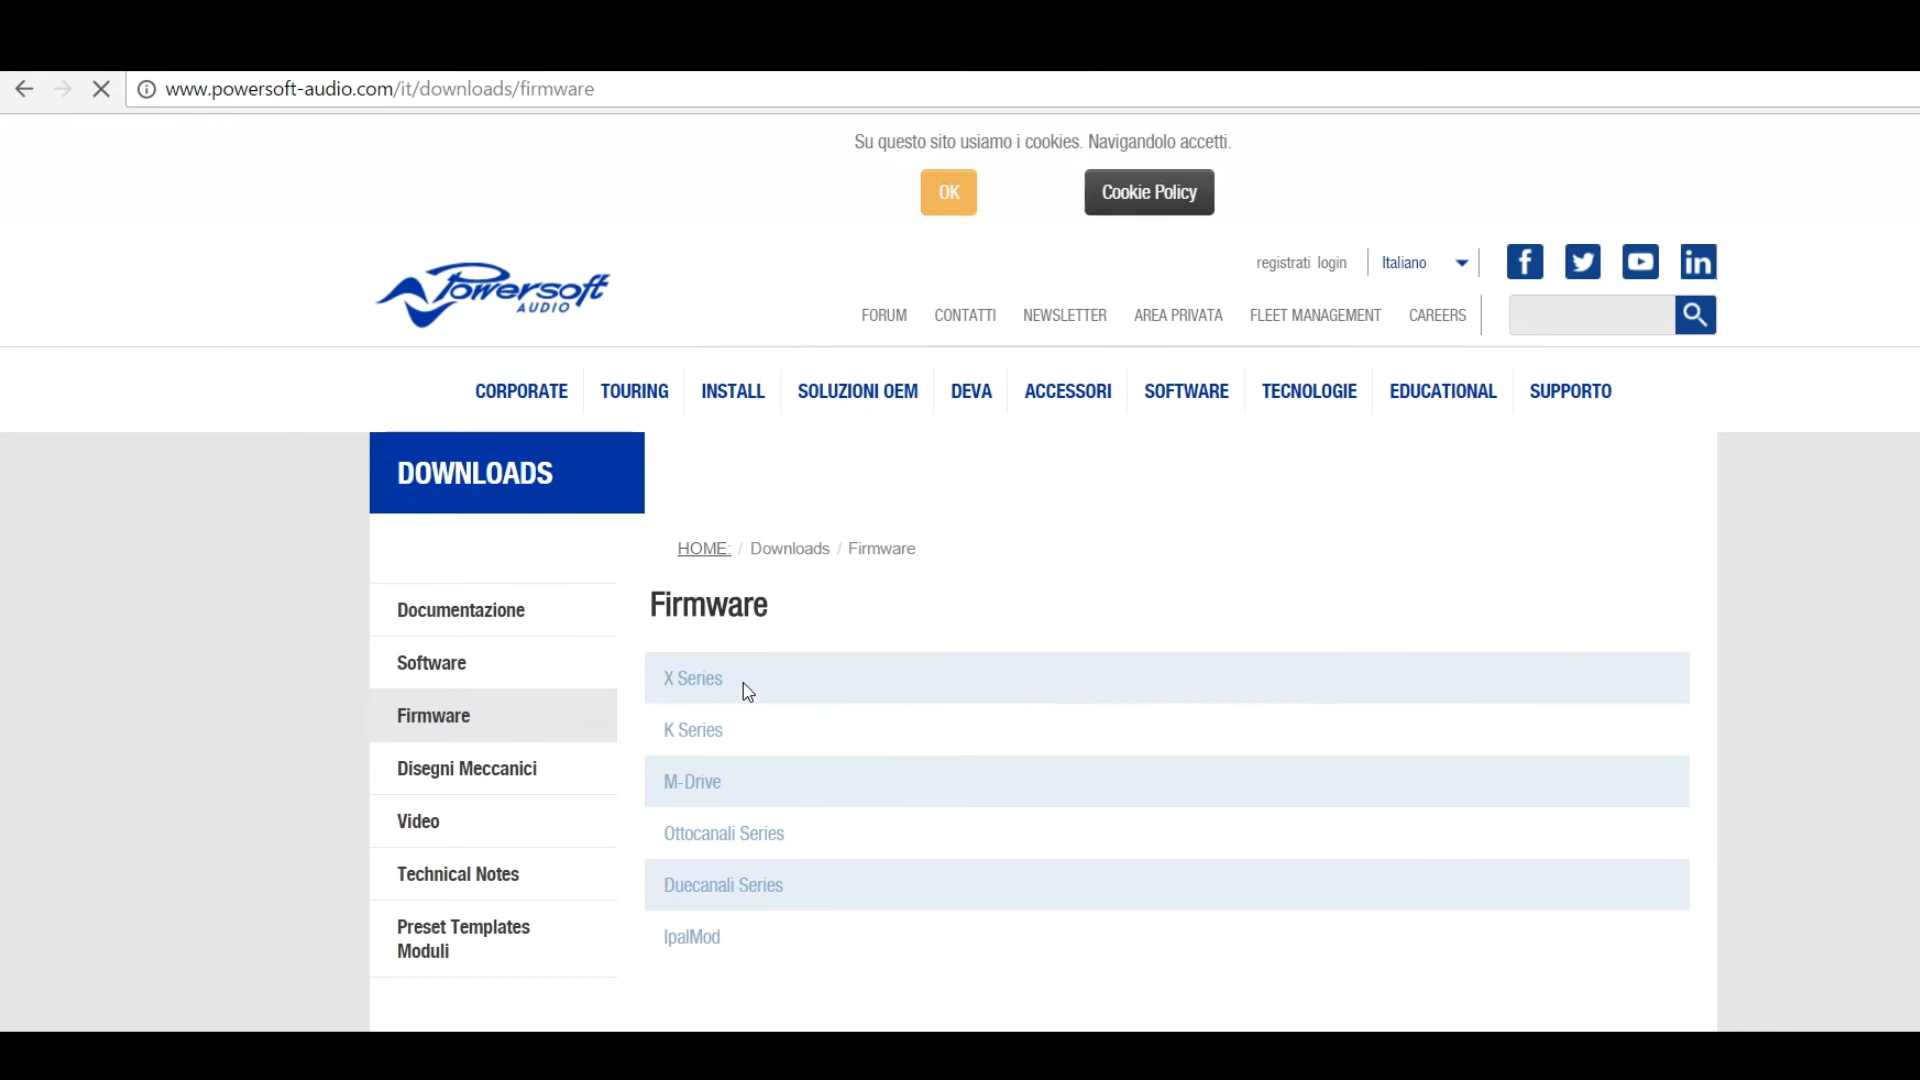 www.powersoft-audio.com/it/downloads/firmware
Su questo sito usiamo i cookies. Navigandolo accetti.
OK
Cookie Policy
Powersoft
AUDIO
registrati login
Italiano
FORUM CONTATTI NEWSLETTER AREA PRIVATA FLEET MANAGEMENT CAREERS
CORPORATE TOURING INSTALL SOLUZIONI OEM DEVA ACCESSORI SOFTWARE TECNOLOGIE EDUCATIONAL SUPPORTO
DOWNLOADS
HOME: / Downloads / Firmware
Documentazione
Software
Firmware
Disegni Meccanici
Video
Technical Notes
Preset Templates
Moduli
Firmware
X Series
K Series
M-Drive
Ottocanali Series
Duecanali Series
IpalMod